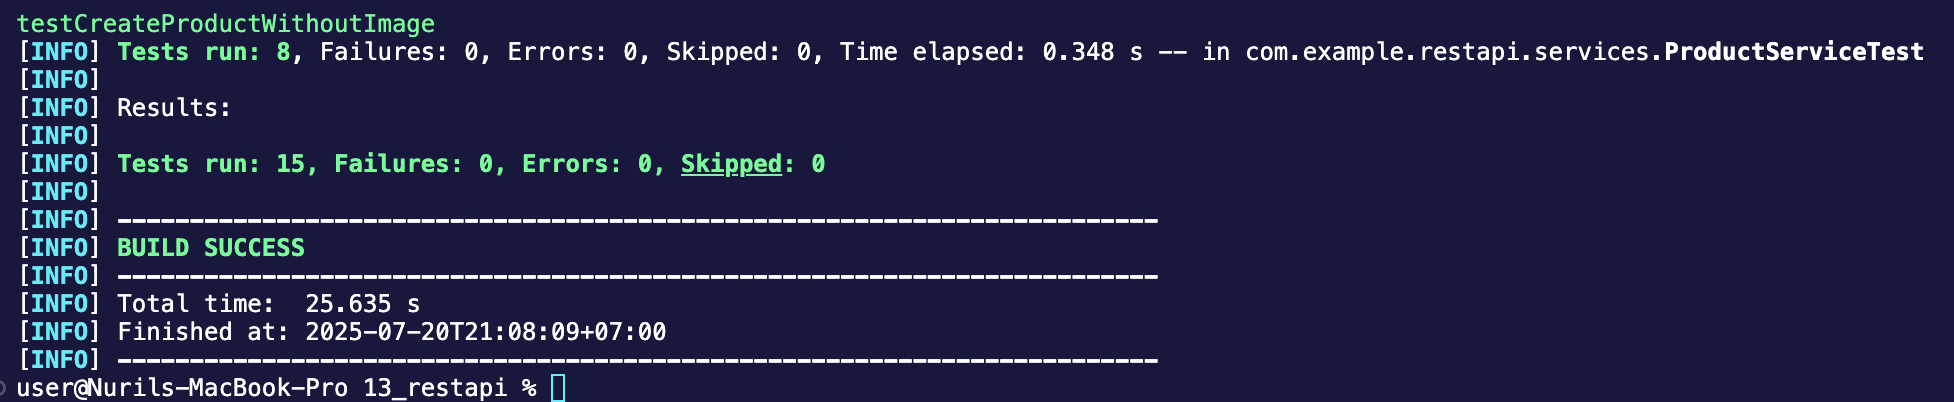 testCreateProductWithoutImage
[INFO] Tests run: 8, Failures: 0, Errors: 0, Skipped: 0, Time elapsed: 0.348 s -- in com.example.restapi.services.ProductServiceTest
[INFO]
[INFO] Results:
[INFO]
[INFO] Tests run: 15, Failures: 0, Errors: 0, Skipped: 0
[INFO]
[INFO] ------------------------------------------------------------------------
[INFO] BUILD SUCCESS
[INFO] ------------------------------------------------------------------------
[INFO] Total time:  25.635 s
[INFO] Finished at: 2025-07-20T21:08:09+07:00
[INFO] ------------------------------------------------------------------------
user@Nurils-MacBook-Pro 13_restapi %